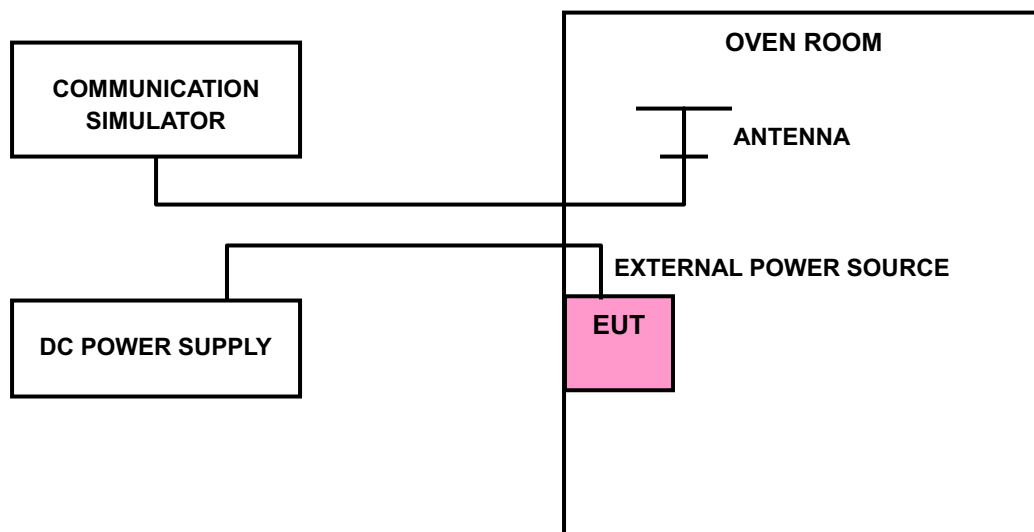 OVEN ROOM
COMMUNICATION
SIMULATOR
ANTENNA
EXTERNAL POWER SOURCE
EUT
DC POWER SUPPLY